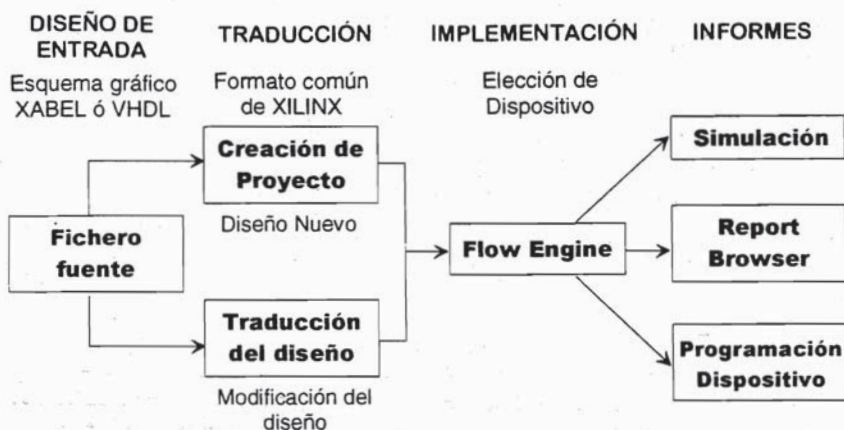 DISEÑO DE
ENTRADA
Esquema gráfico
XABEL ó VHDL
TRADUCCIÓN
Formato común
de XILINX
IMPLEMENTACIÓN
Elección de
Dispositivo
INFORMES
Fichero
fuente
Creación de
Proyecto
Diseño Nuevo
Traducción
del diseño
Modificación del
diseño
Flow Engine
Simulación
Report
Browser
Programación
Dispositivo